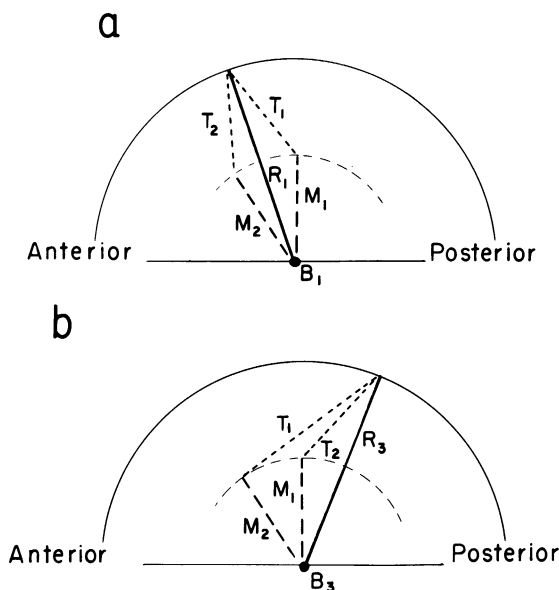 a
T₁
T₂
R₁
M₁
M₂
Anterior
Posterior
B₁
b
T₁
T₂
R₃
M₁
M₂
Anterior
Posterior
B₃